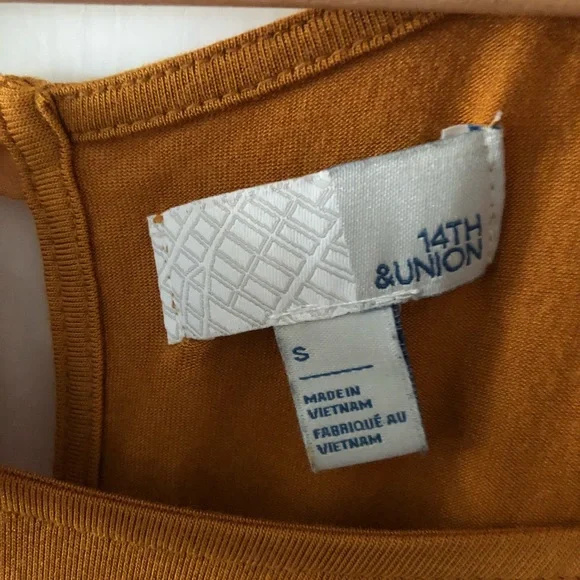 14TH
&UNION
S
MADE IN
VIETNAM
FABRIQUÉ AU
VIETNAM